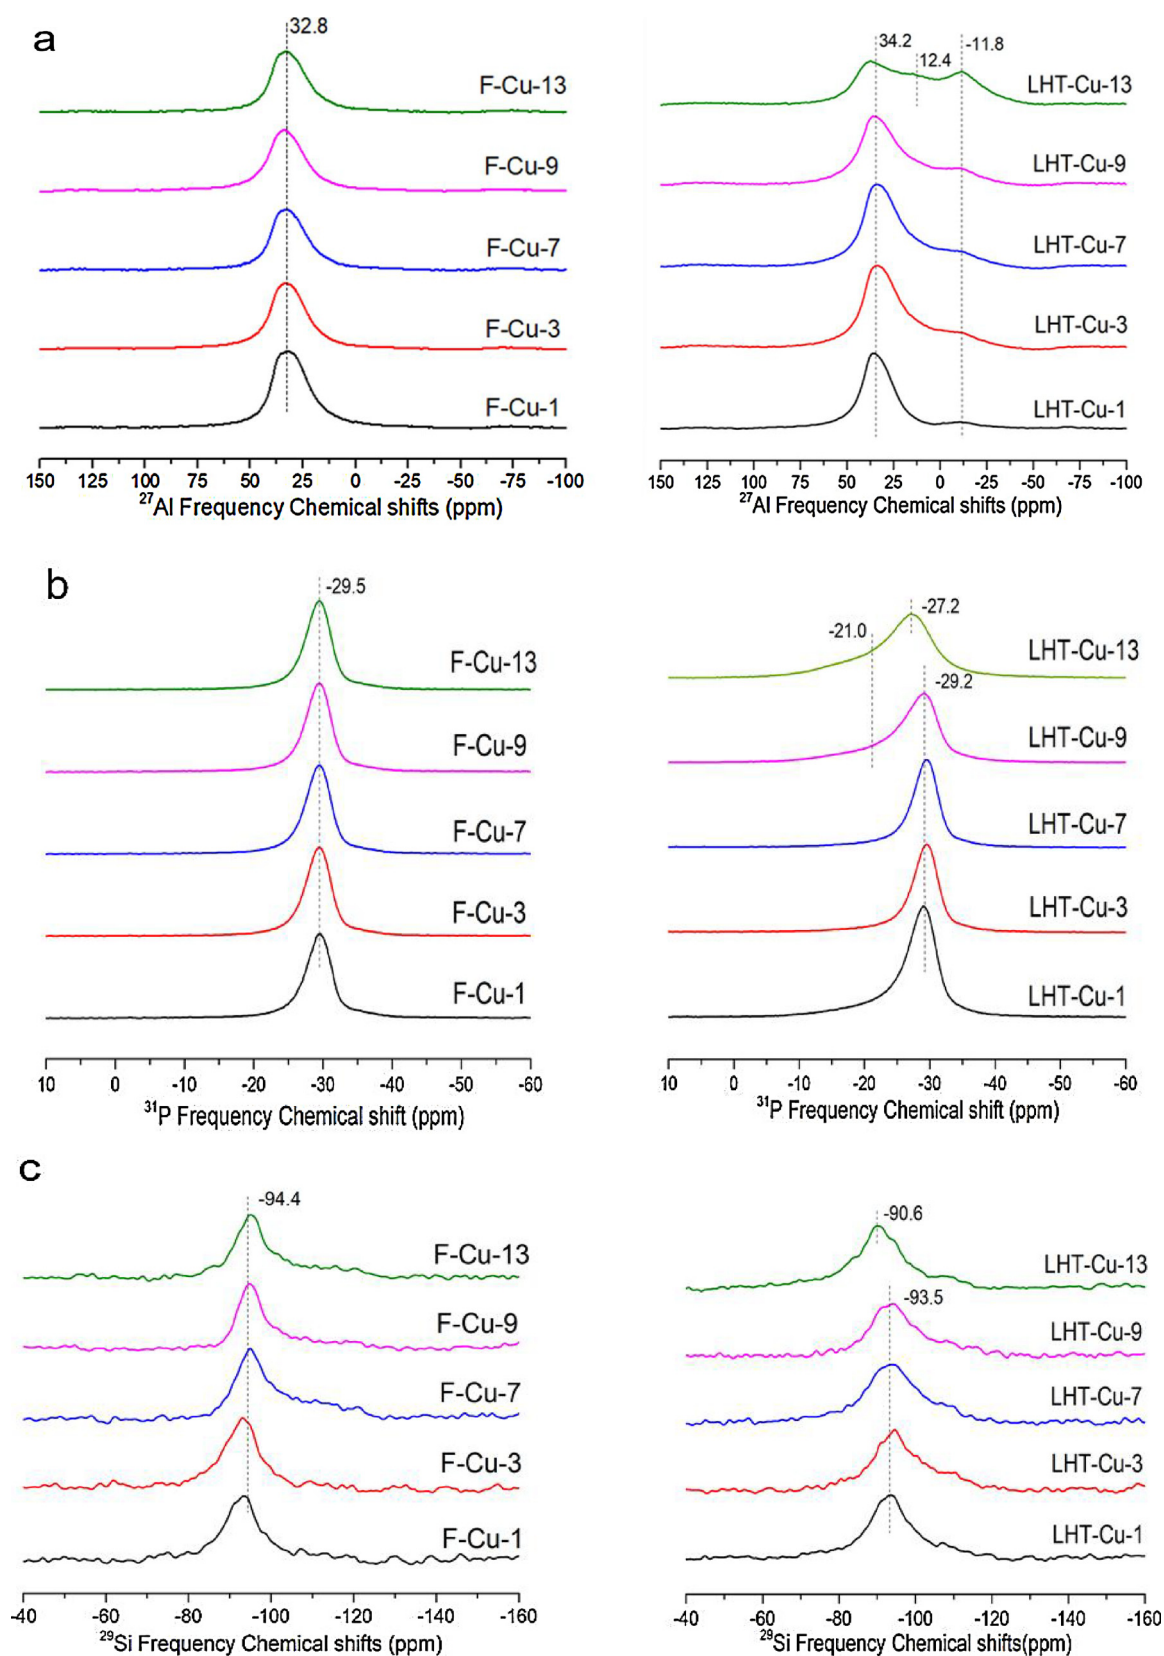 a
32.8
F-Cu-13
F-Cu-9
F-Cu-7
F-Cu-3
F-Cu-1
150 125 100 75 50 25 0 -25 -50 -75 -100
²⁷Al Frequency Chemical shifts (ppm)
34.2
12.4
-11.8
LHT-Cu-13
LHT-Cu-9
LHT-Cu-7
LHT-Cu-3
LHT-Cu-1
150 125 100 75 50 25 0 -25 -50 -75 -100
²⁷Al Frequency Chemical shifts (ppm)
b
-29.5
F-Cu-13
F-Cu-9
F-Cu-7
F-Cu-3
F-Cu-1
10 0 -10 -20 -30 -40 -50 -60
³¹P Frequency Chemical shift (ppm)
-27.2
-21.0
LHT-Cu-13
-29.2
LHT-Cu-9
LHT-Cu-7
LHT-Cu-3
LHT-Cu-1
10 0 -10 -20 -30 -40 -50 -60
³¹P Frequency Chemical shift (ppm)
c
-94.4
F-Cu-13
F-Cu-9
F-Cu-7
F-Cu-3
F-Cu-1
-40 -60 -80 -100 -120 -140 -160
²⁹Si Frequency Chemical shifts (ppm)
-90.6
LHT-Cu-13
-93.5
LHT-Cu-9
LHT-Cu-7
LHT-Cu-3
LHT-Cu-1
-40 -60 -80 -100 -120 -140 -160
²⁹Si Frequency Chemical shifts(ppm)